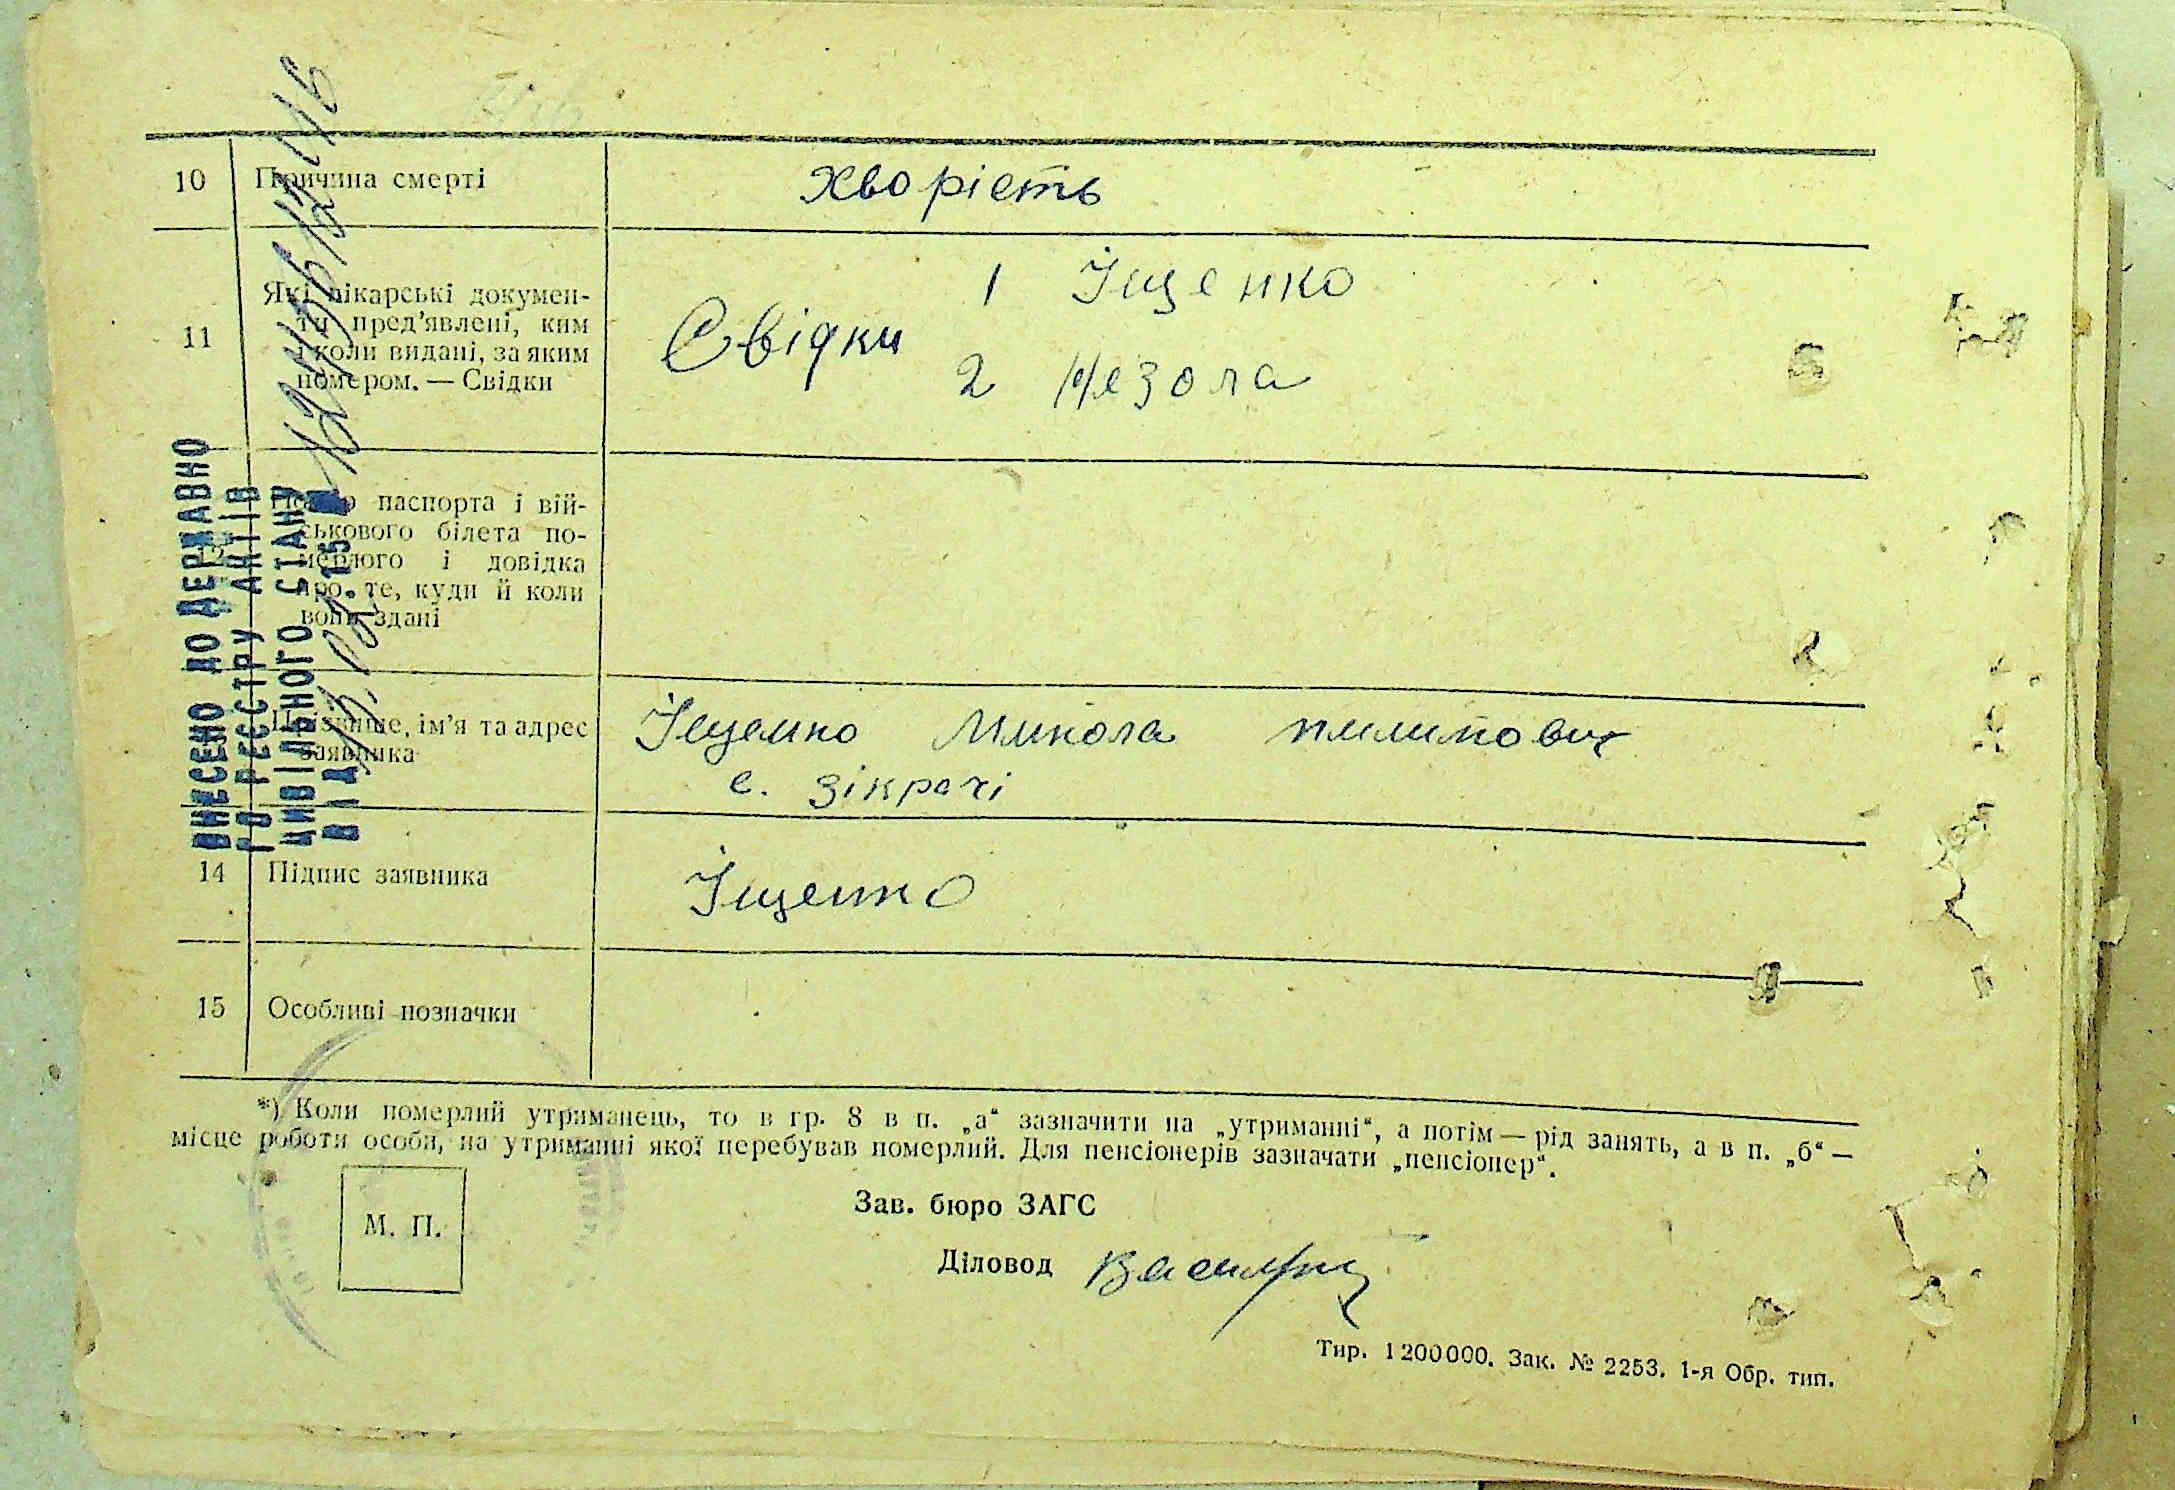 10 Причина смерті
Хворість
11 Які лікарські докумен-
ти пред'явлені, ким
і коли видані, за яким
номером. — Свідки
Свідки
1 Іщенко
2 Незола
Номер паспорта і вій-
ськового білета по-
мерлого і довідка
про те, куди й коли
вони здані
Прізвище, ім'я та адрес
заявника
Іщенко Микола Пилипович
с. Зікрачі
14 Підпис заявника
Іщенко
15 Особливі позначки
*) Коли померлий утриманець, то в гр. 8 в п. „а“ зазначити на „утриманні“, а потім — рід занять, а в п. „б“ —
місце роботи особи, на утриманні якої перебував померлий. Для пенсіонерів зазначати „пенсіонер“.
М. П.
Зав. бюро ЗАГС
Діловод
Тир. 1200000. Зак. № 2253. 1-я Обр. тип.
ВНЕСЕНО ДО ДЕРЖАВНО
ГО РЕЄСТРУ АКТІВ
ЦИВІЛЬНОГО СТАНУ
ВІД